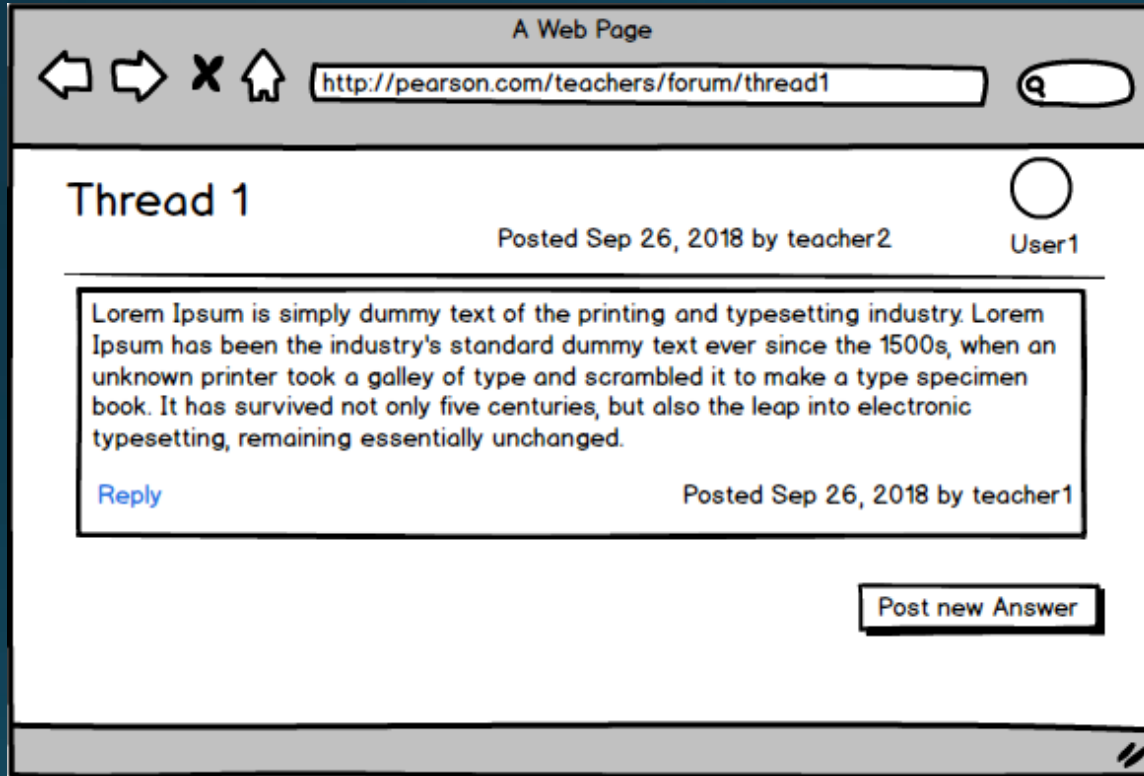 A Web Page
http://pearson.com/teachers/forum/thread1
Thread 1
Posted Sep 26, 2018 by teacher2
User1
Lorem Ipsum is simply dummy text of the printing and typesetting industry. Lorem
Ipsum has been the industry's standard dummy text ever since the 1500s, when an
unknown printer took a galley of type and scrambled it to make a type specimen
book. It has survived not only five centuries, but also the leap into electronic
typesetting, remaining essentially unchanged.
Reply
Posted Sep 26, 2018 by teacher1
Post new Answer